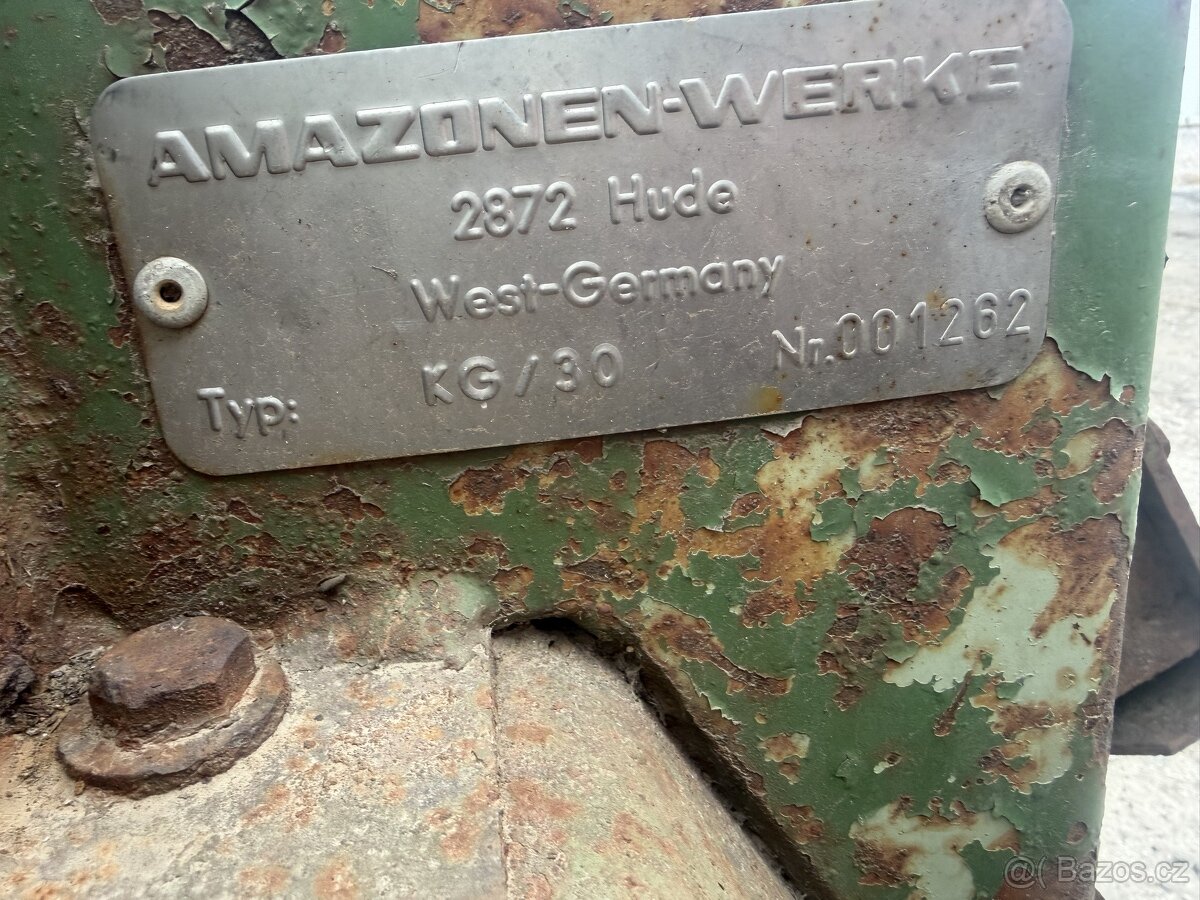 AMAZONEN-WERKE
2872 Hude
West-Germany
Typ: KG/30 Nr.001262
@( Bazos.cz